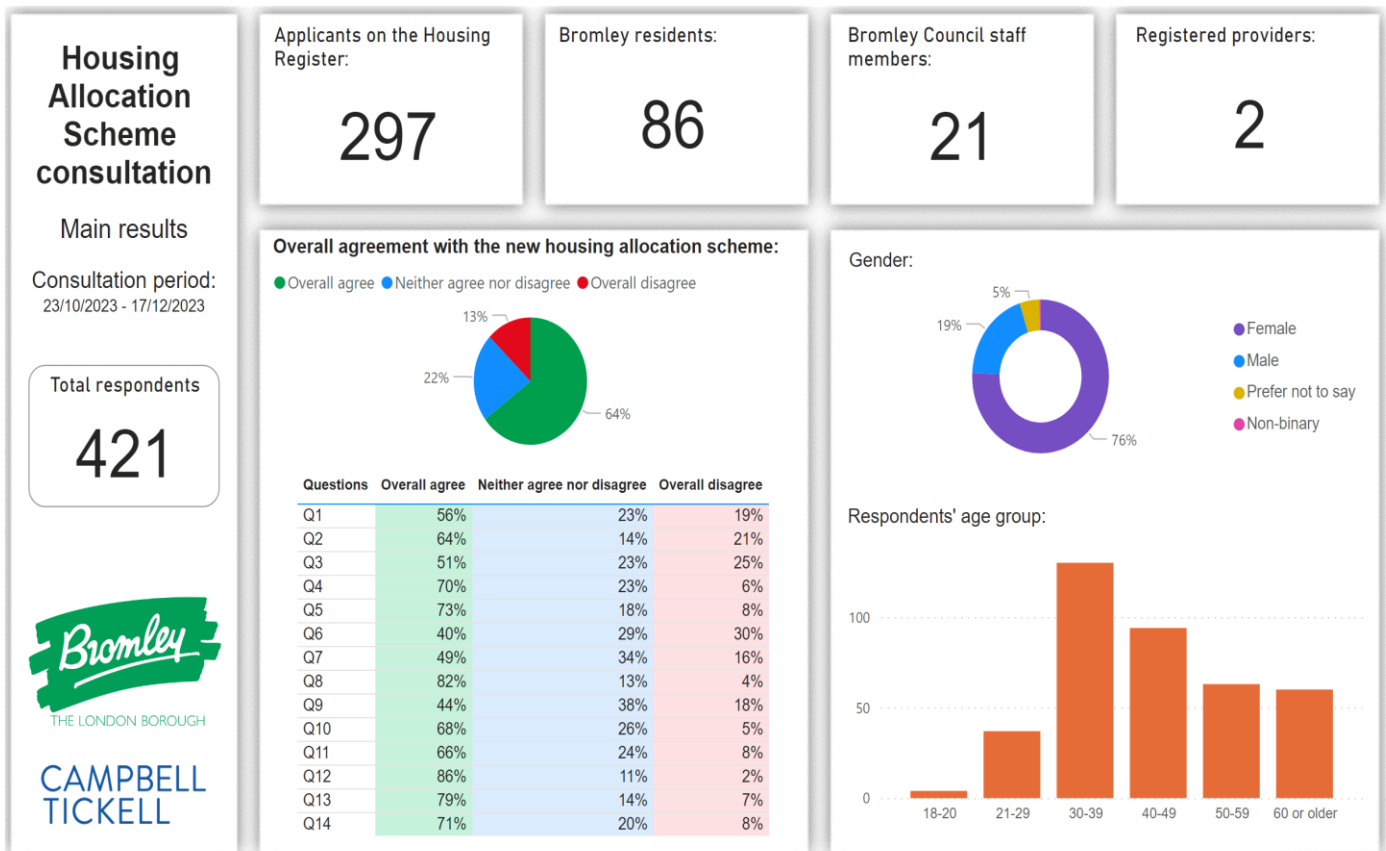 Housing
Allocation
Scheme
consultation
Main results
Consultation period:
23/10/2023 - 17/12/2023
Total respondents
421
Bromley
THE LONDON BOROUGH
CAMPBELL
TICKELL
Applicants on the Housing
Register:
297
Bromley residents:
86
Bromley Council staff
members:
21
Registered providers:
2
Overall agreement with the new housing allocation scheme:
Overall agree Neither agree nor disagree Overall disagree
13%
22%
64%
Questions Overall agree Neither agree nor disagree Overall disagree
Q1 56% 23% 19%
Q2 64% 14% 21%
Q3 51% 23% 25%
Q4 70% 23% 6%
Q5 73% 18% 8%
Q6 40% 29% 30%
Q7 49% 34% 16%
Q8 82% 13% 4%
Q9 44% 38% 18%
Q10 68% 26% 5%
Q11 66% 24% 8%
Q12 86% 11% 2%
Q13 79% 14% 7%
Q14 71% 20% 8%
Gender:
5%
19%
76%
Female
Male
Prefer not to say
Non-binary
Respondents' age group:
100
50
0
18-20 21-29 30-39 40-49 50-59 60 or older